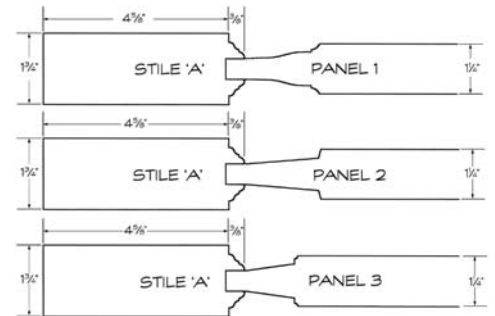 4⅝" ⅜"
1¾" STILE 'A' PANEL 1 1¼"
4⅝" ⅜"
1¾" STILE 'A' PANEL 2 1¼"
4⅝" ⅜"
1¾" STILE 'A' PANEL 3 1¼"